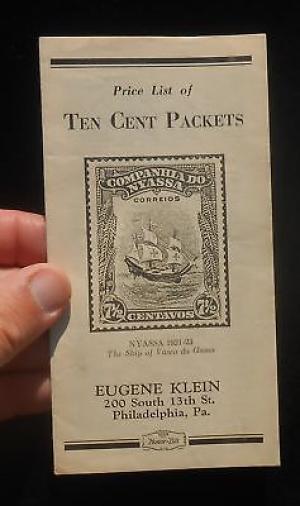 Price List of
TEN CENT PACKETS
COMPANHIA DO
NYASSA
CORREIOS
7½ 7½
CENTAVOS
NYASSA 1921-23
The Ship of Vasco da Gama
EUGENE KLEIN
200 South 13th St.
Philadelphia, Pa.